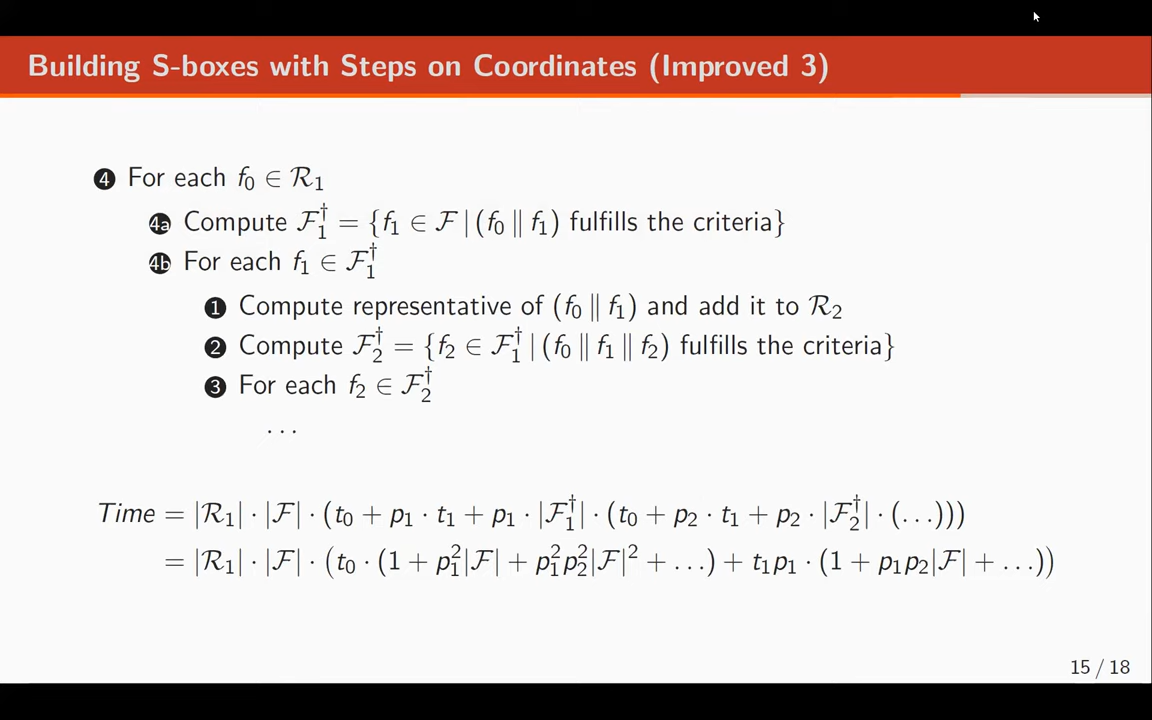 Building S-boxes with Steps on Coordinates (Improved 3)
4 For each f₀ ∈ ℛ₁
4a Compute ℱ₁† = {f₁ ∈ ℱ | (f₀ ∥ f₁) fulfills the criteria}
4b For each f₁ ∈ ℱ₁†
1 Compute representative of (f₀ ∥ f₁) and add it to ℛ₂
2 Compute ℱ₂† = {f₂ ∈ ℱ₁† | (f₀ ∥ f₁ ∥ f₂) fulfills the criteria}
3 For each f₂ ∈ ℱ₂†
...
Time = |ℛ₁| · |ℱ| · (t₀ + p₁ · t₁ + p₁ · |ℱ₁†| · (t₀ + p₂ · t₁ + p₂ · |ℱ₂†| · (...)))
= |ℛ₁| · |ℱ| · (t₀ · (1 + p₁²|ℱ| + p₁²p₂²|ℱ|² + ...) + t₁p₁ · (1 + p₁p₂|ℱ| + ...))
15 / 18